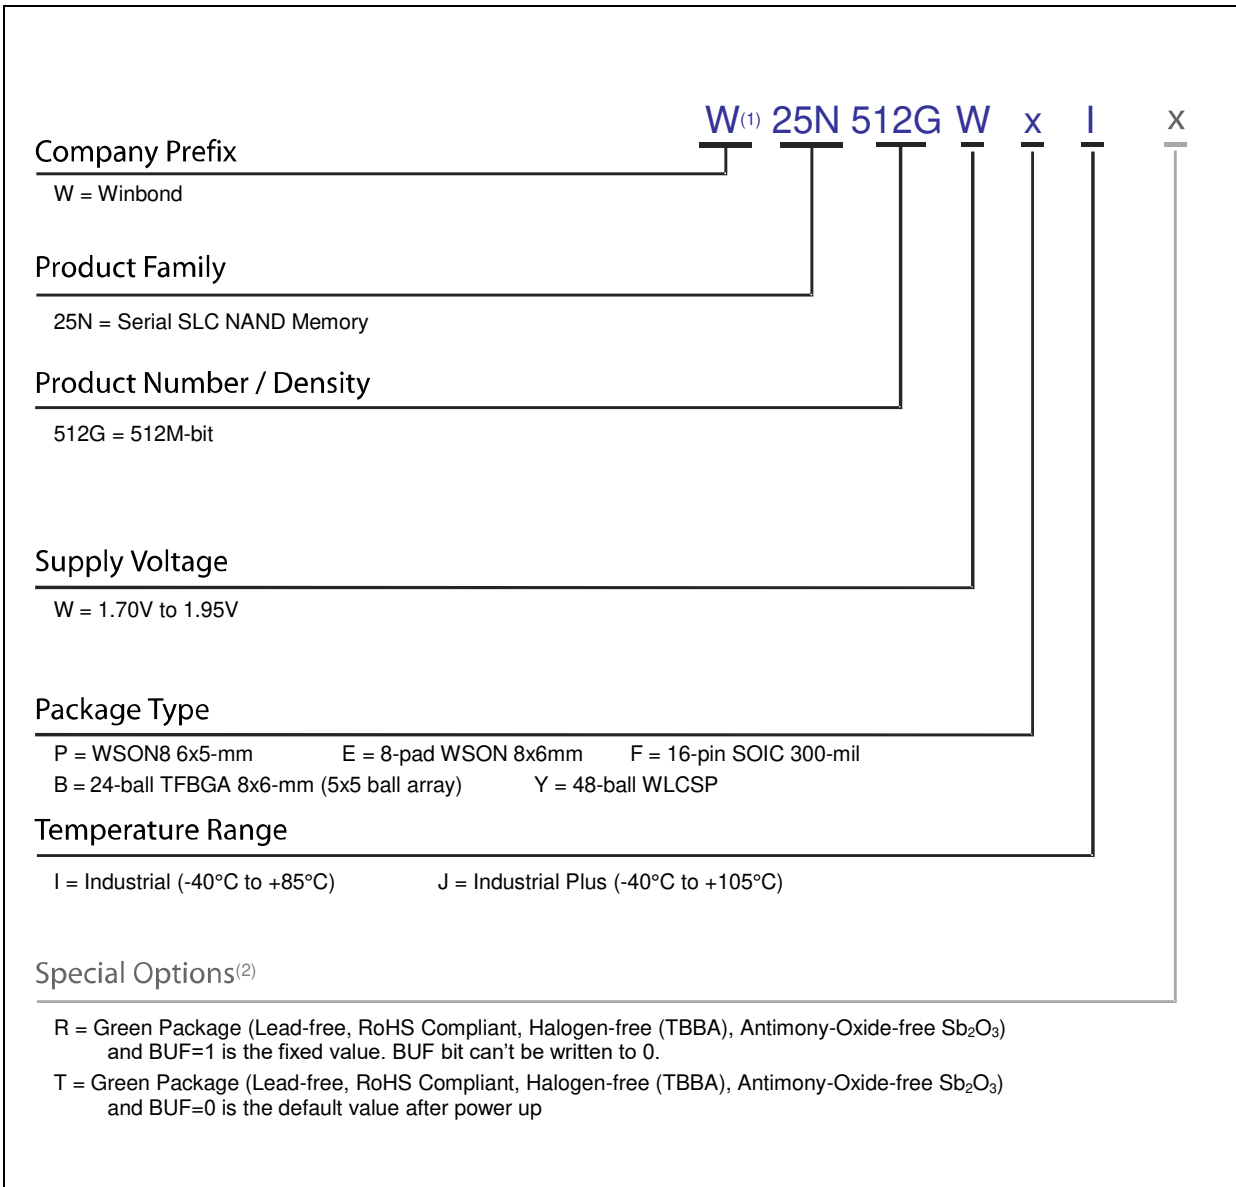 W(1) 25N 512G W x I x
Company Prefix
W = Winbond
Product Family
25N = Serial SLC NAND Memory
Product Number / Density
512G = 512M-bit
Supply Voltage
W = 1.70V to 1.95V
Package Type
P = WSON8 6x5-mm E = 8-pad WSON 8x6mm F = 16-pin SOIC 300-mil
B = 24-ball TFBGA 8x6-mm (5x5 ball array) Y = 48-ball WLCSP
Temperature Range
I = Industrial (-40°C to +85°C) J = Industrial Plus (-40°C to +105°C)
Special Options(2)
R = Green Package (Lead-free, RoHS Compliant, Halogen-free (TBBA), Antimony-Oxide-free Sb₂O₃)
and BUF=1 is the fixed value. BUF bit can’t be written to 0.
T = Green Package (Lead-free, RoHS Compliant, Halogen-free (TBBA), Antimony-Oxide-free Sb₂O₃)
and BUF=0 is the default value after power up